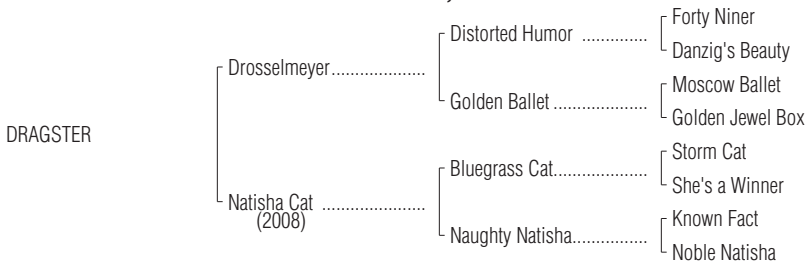 Forty Niner
Distorted Humor ..............
Danzig's Beauty
Drosselmeyer....................
Moscow Ballet
Golden Ballet ....................
Golden Jewel Box
DRAGSTER
Storm Cat
Bluegrass Cat....................
She's a Winner
Natisha Cat ......................
(2008)
Known Fact
Naughty Natisha................
Noble Natisha